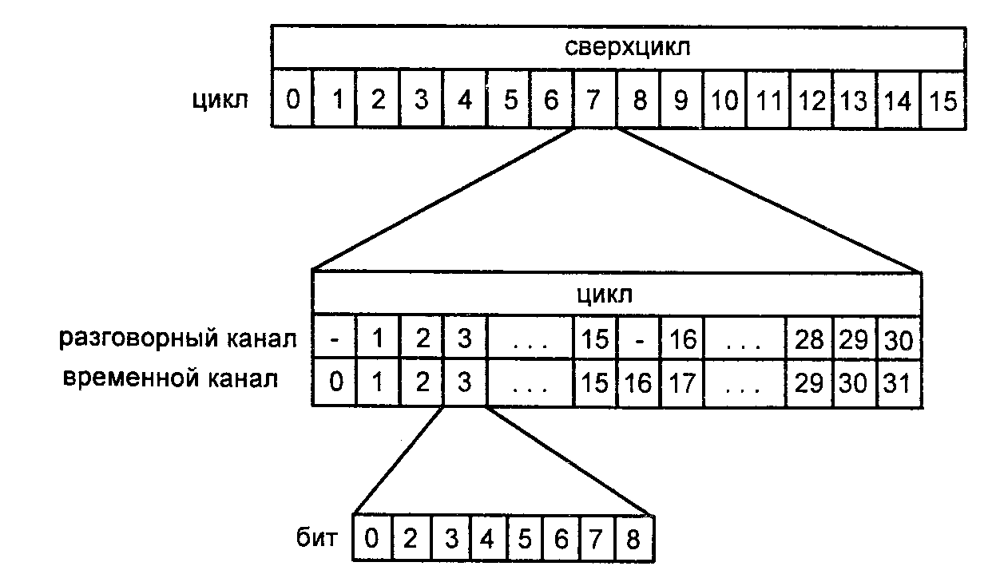 сверхцикл
цикл 0 1 2 3 4 5 6 7 8 9 10 11 12 13 14 15
цикл
разговорный канал - 1 2 3 ... 15 - 16 ... 28 29 30
временной канал 0 1 2 3 ... 15 16 17 ... 29 30 31
бит 0 2 3 4 5 6 7 8